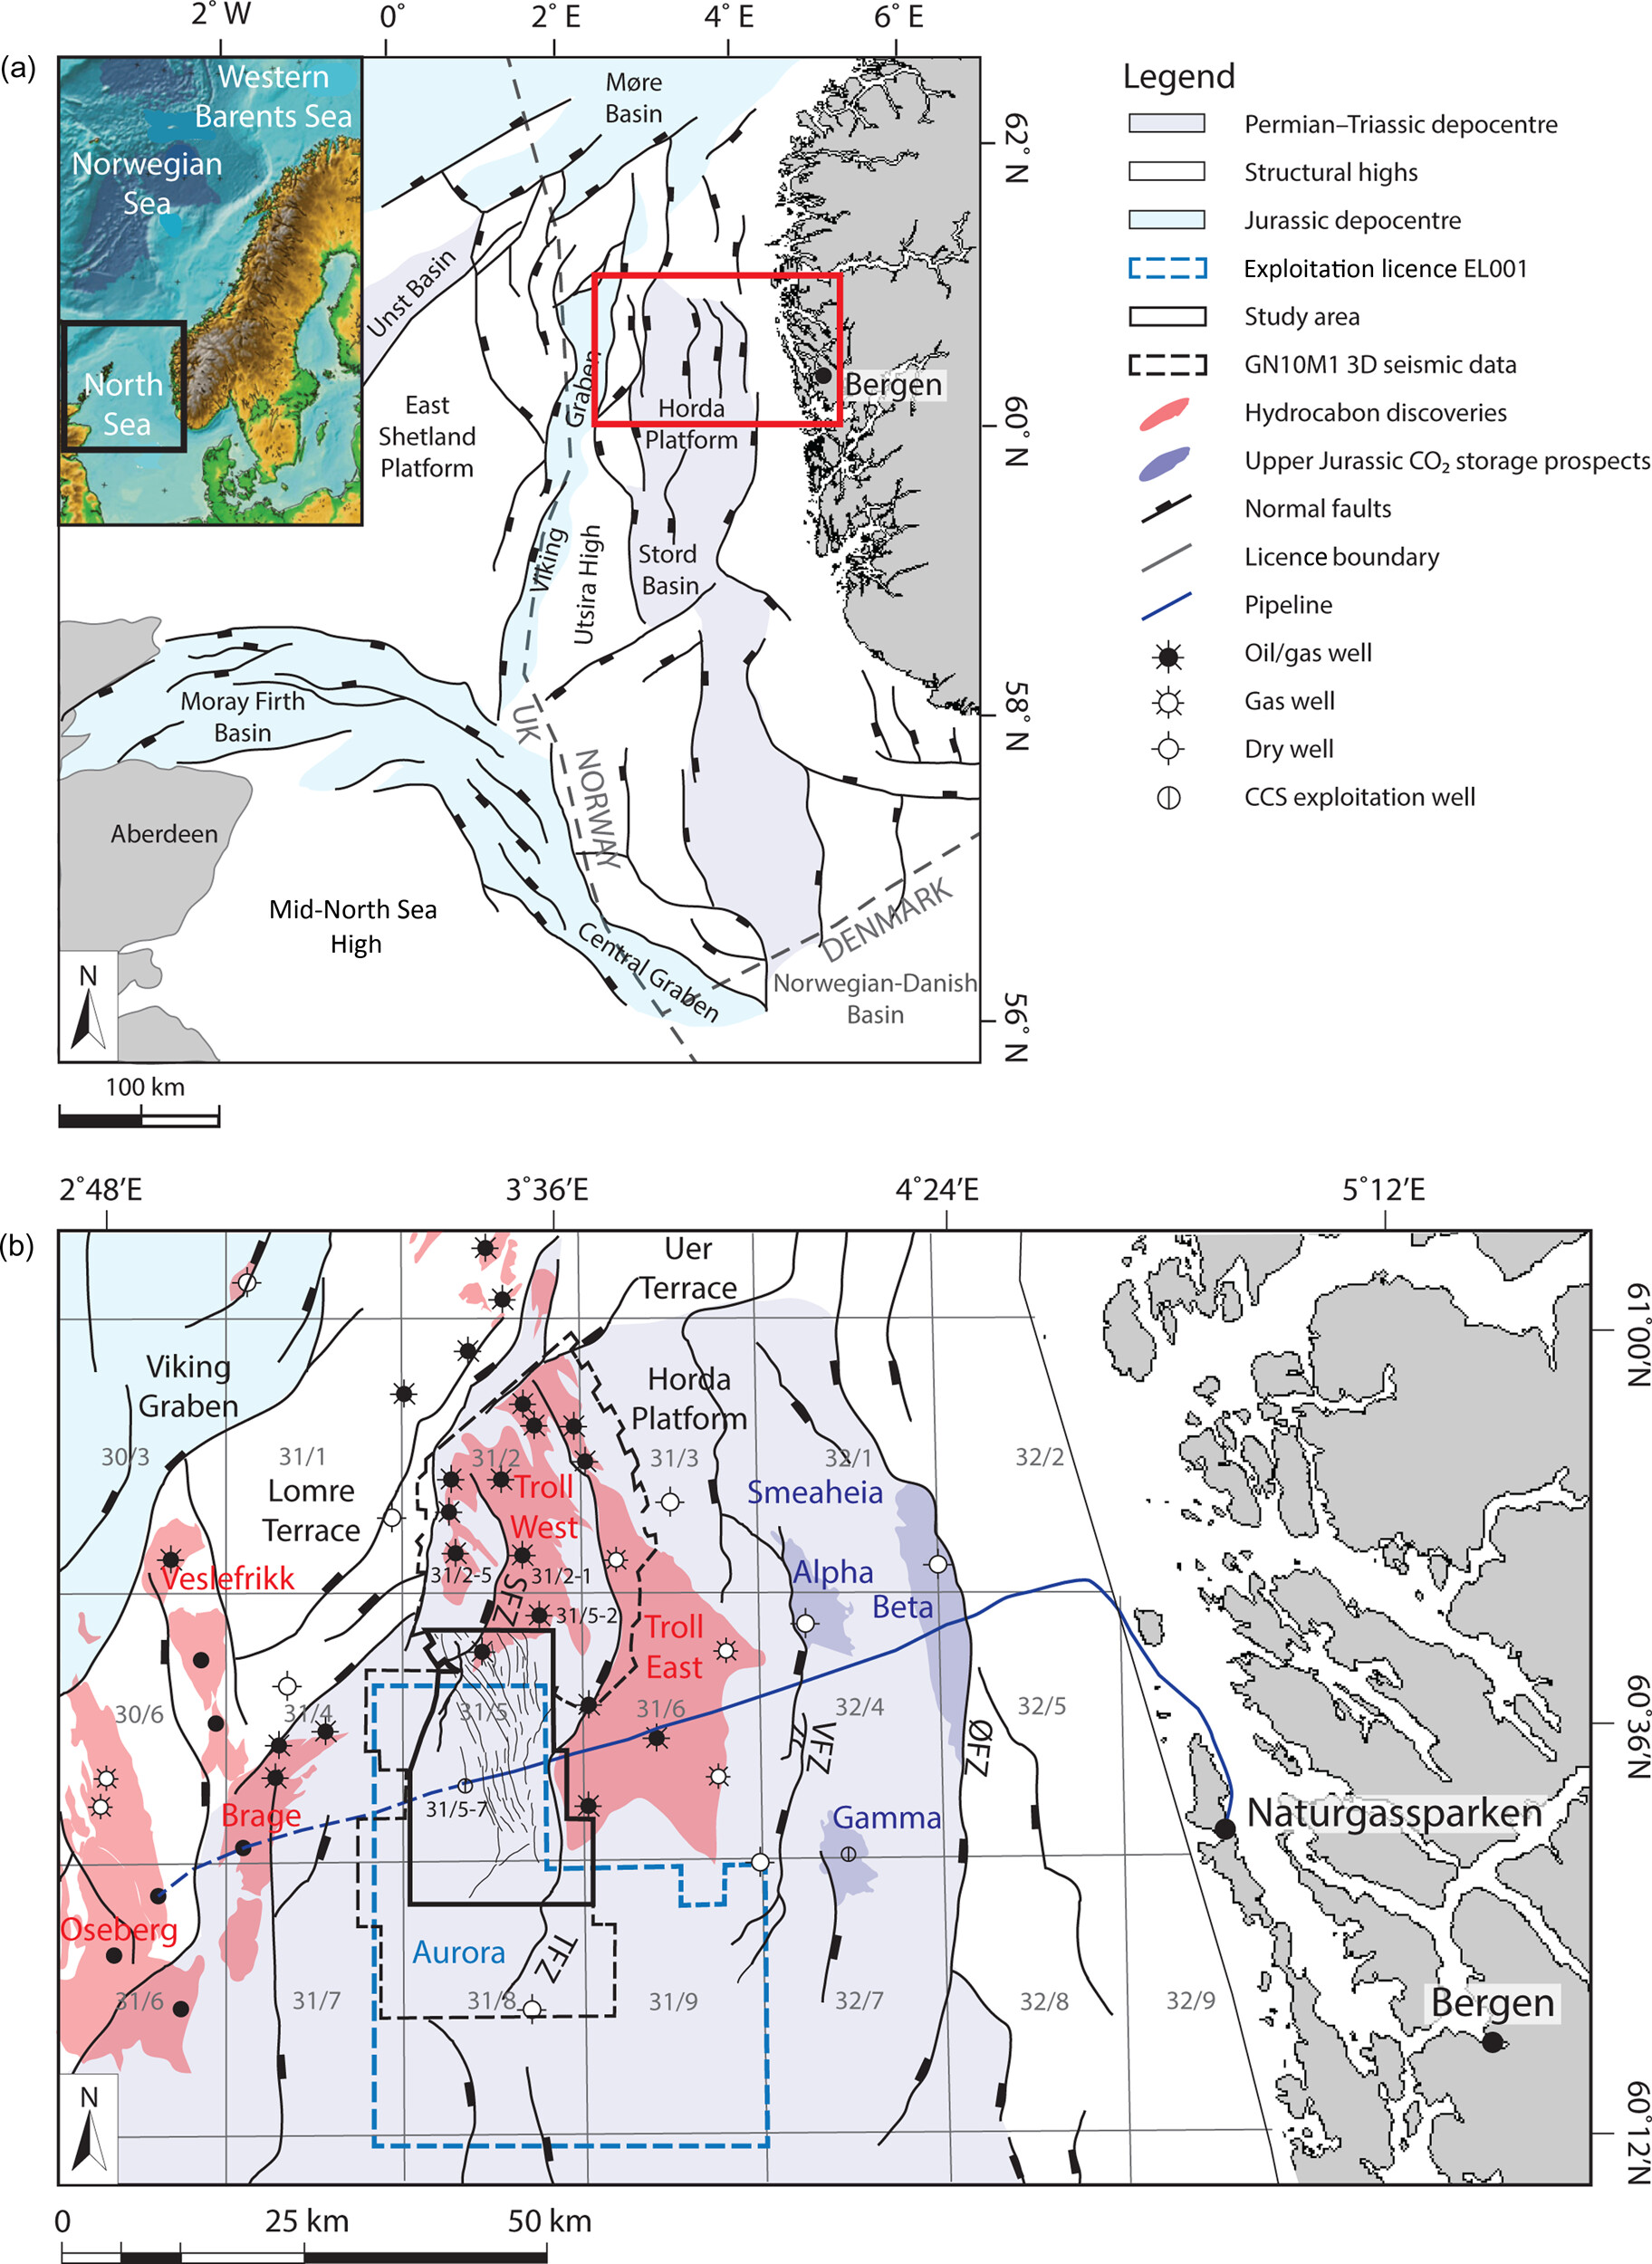 (a)
2° W
0°
2° E
4° E
6° E
Western
Barents Sea
Norwegian
Sea
North
Sea
Møre
Basin
62° N
Unst Basin
Graben
Bergen
Horda
Platform
60° N
East
Shetland
Platform
Viking
Utsira High
Stord
Basin
Moray Firth
Basin
UK
NORWAY
58° N
Aberdeen
Mid-North Sea
High
Central Graben
DENMARK
Norwegian-Danish
Basin
56° N
N
100 km
Legend
Permian–Triassic depocentre
Structural highs
Jurassic depocentre
Exploitation licence EL001
Study area
GN10M1 3D seismic data
Hydrocabon discoveries
Upper Jurassic CO₂ storage prospects
Normal faults
Licence boundary
Pipeline
Oil/gas well
Gas well
Dry well
CCS exploitation well
(b)
2°48'E
3°36'E
4°24'E
5°12'E
Uer
Terrace
61°00'N
Viking
Graben
Horda
Platform
30/3
31/1
31/2
31/3
32/1
32/2
Lomre
Terrace
Troll
West
Smeaheia
Veslefrikk
31/2-5
31/2-1
Alpha
Beta
SFZ
31/5-2
Troll
East
30/6
31/4
31/5
31/6
32/4
32/5
60°36'N
VFZ
ØFZ
31/5-7
Brage
Gamma
Naturgassparken
Oseberg
Aurora
TFZ
31/6
31/7
31/8
31/9
32/7
32/8
32/9
Bergen
60°12'N
N
0
25 km
50 km